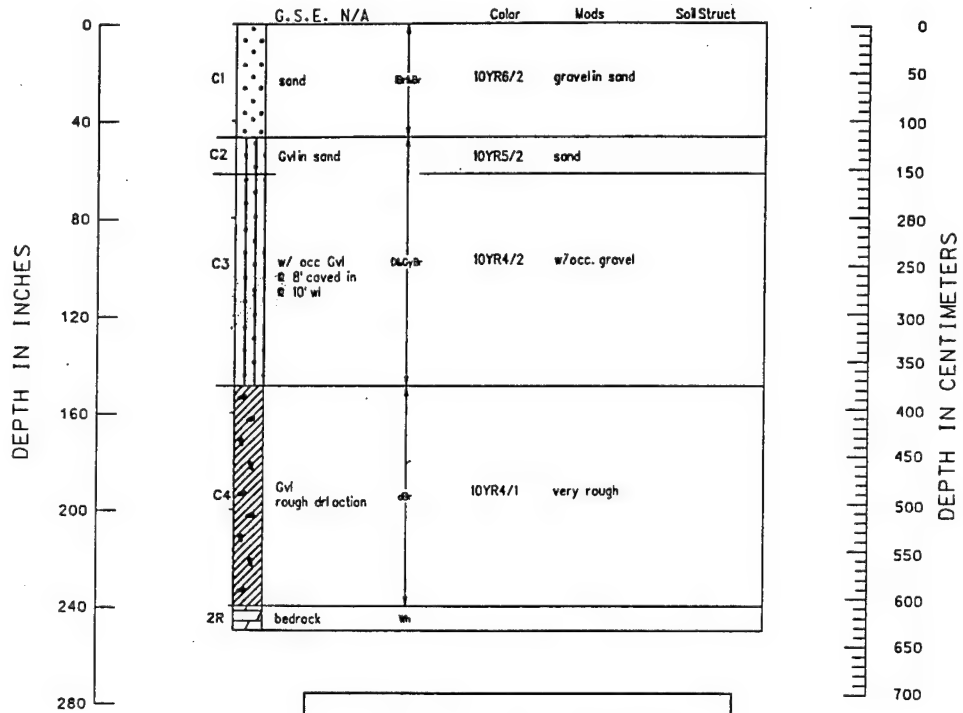 G.S.E. N/A Color Mods Soil Struct
0 0
C1 sand 10YR6/2 gravel in sand
50
40 100
C2 Gvl in sand 10YR5/2 sand
150
80 200
C3 w/ occ Gvl 10YR4/2 w/occ. gravel
@ 8' caved in 250
@ 10' wl
120 300
350
160 400
450
C4 Gvl 10YR4/1 very rough
rough drl action dBr
200 500
550
240 600
2R bedrock Wh
650
280 700
DEPTH IN INCHES
DEPTH IN CENTIMETERS